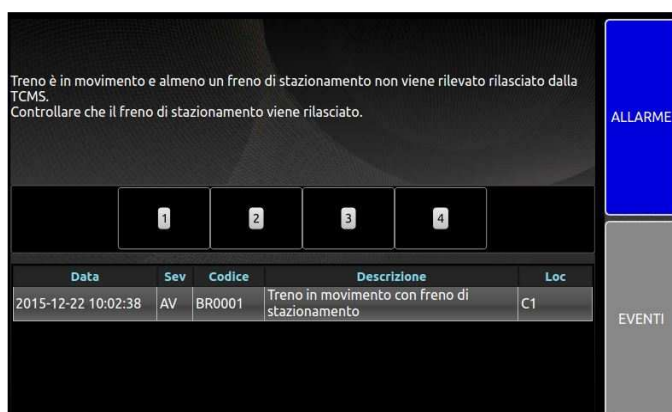 Treno è in movimento e almeno un freno di stazionamento non viene rilevato rilasciato dalla
TCMS.
Controllare che il freno di stazionamento viene rilasciato.
ALLARME
1 2 3 4
Data Sev Codice Descrizione Loc
2015-12-22 10:02:38 AV BR0001 Treno in movimento con freno di
stazionamento C1
EVENTI